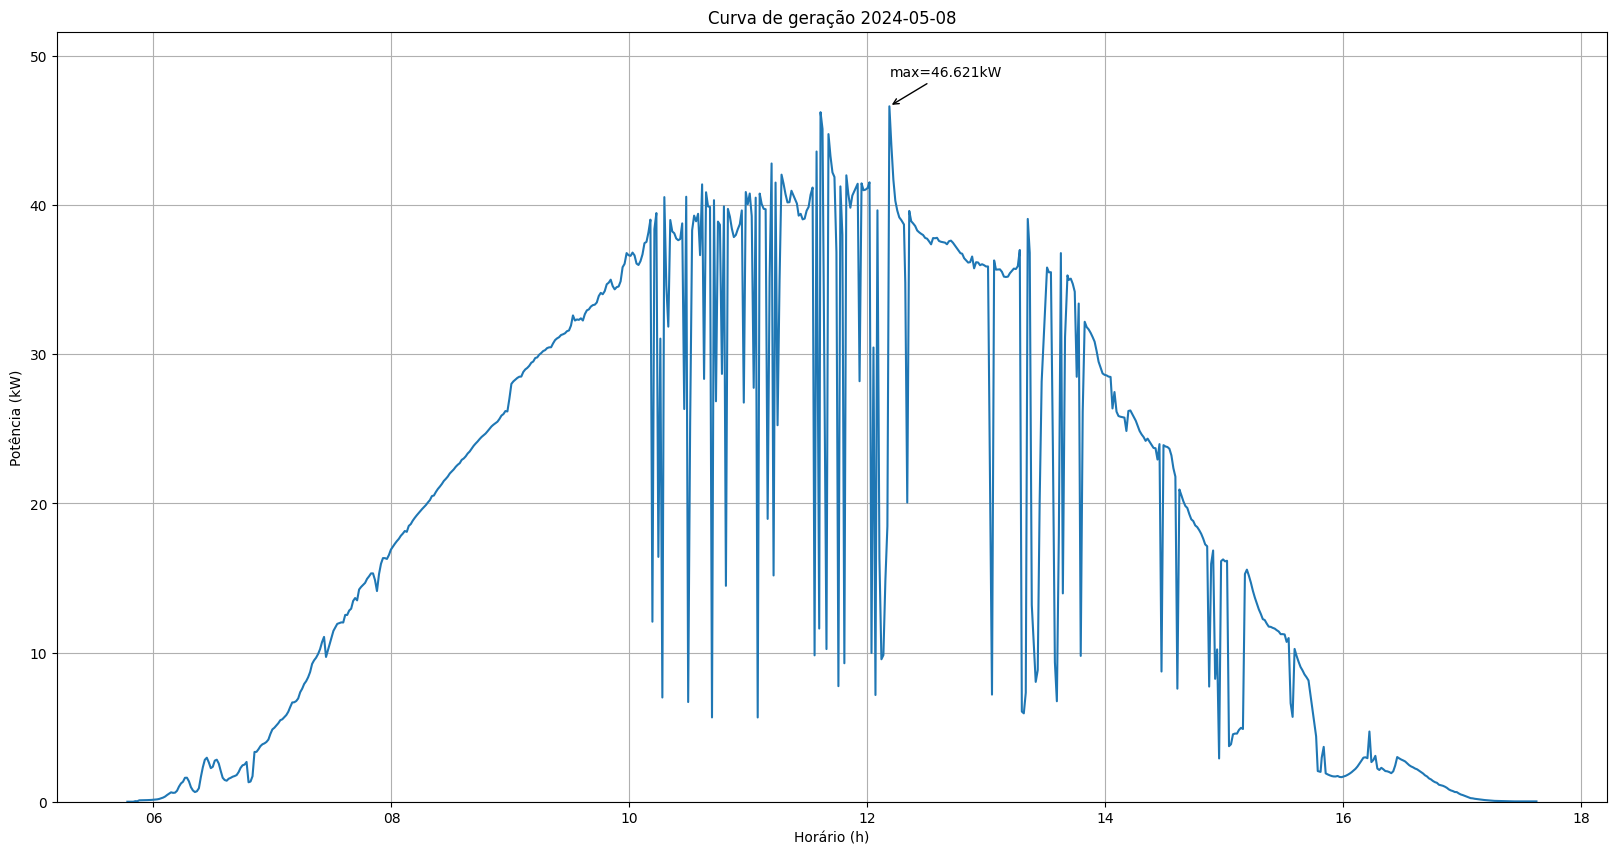 Curva de geração 2024-05-08
max=46.621kW
50
40
30
20
10
0
Potência (kW)
06 08 10 12 14 16 18
Horário (h)